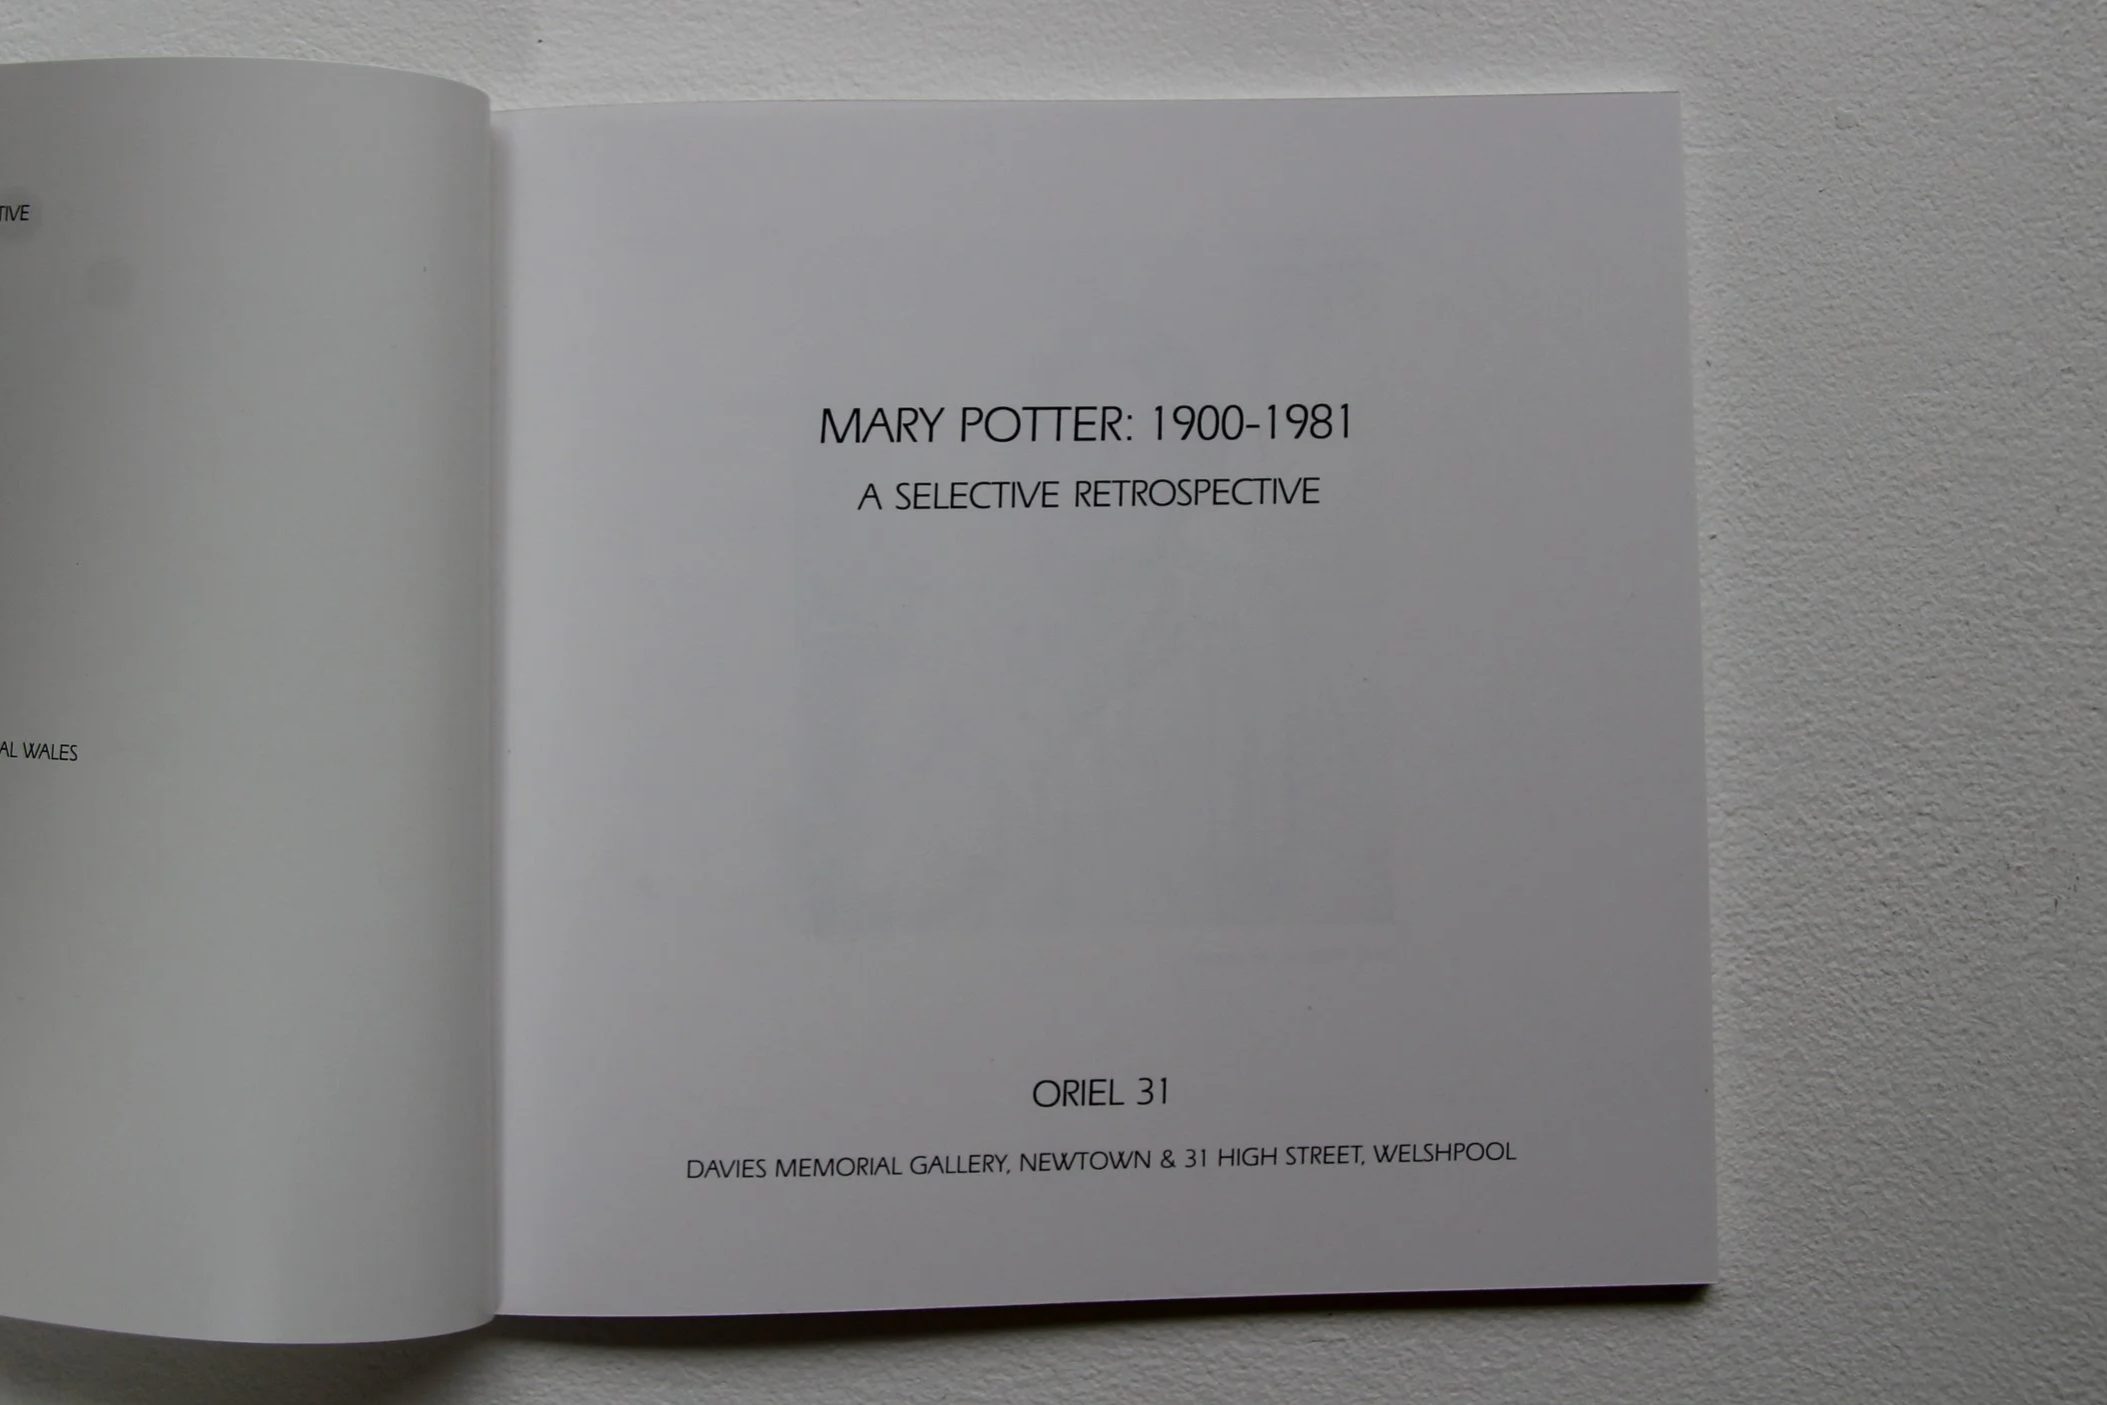 TIVE
AL WALES
MARY POTTER: 1900-1981
A SELECTIVE RETROSPECTIVE
ORIEL 31
DAVIES MEMORIAL GALLERY, NEWTOWN & 31 HIGH STREET, WELSHPOOL